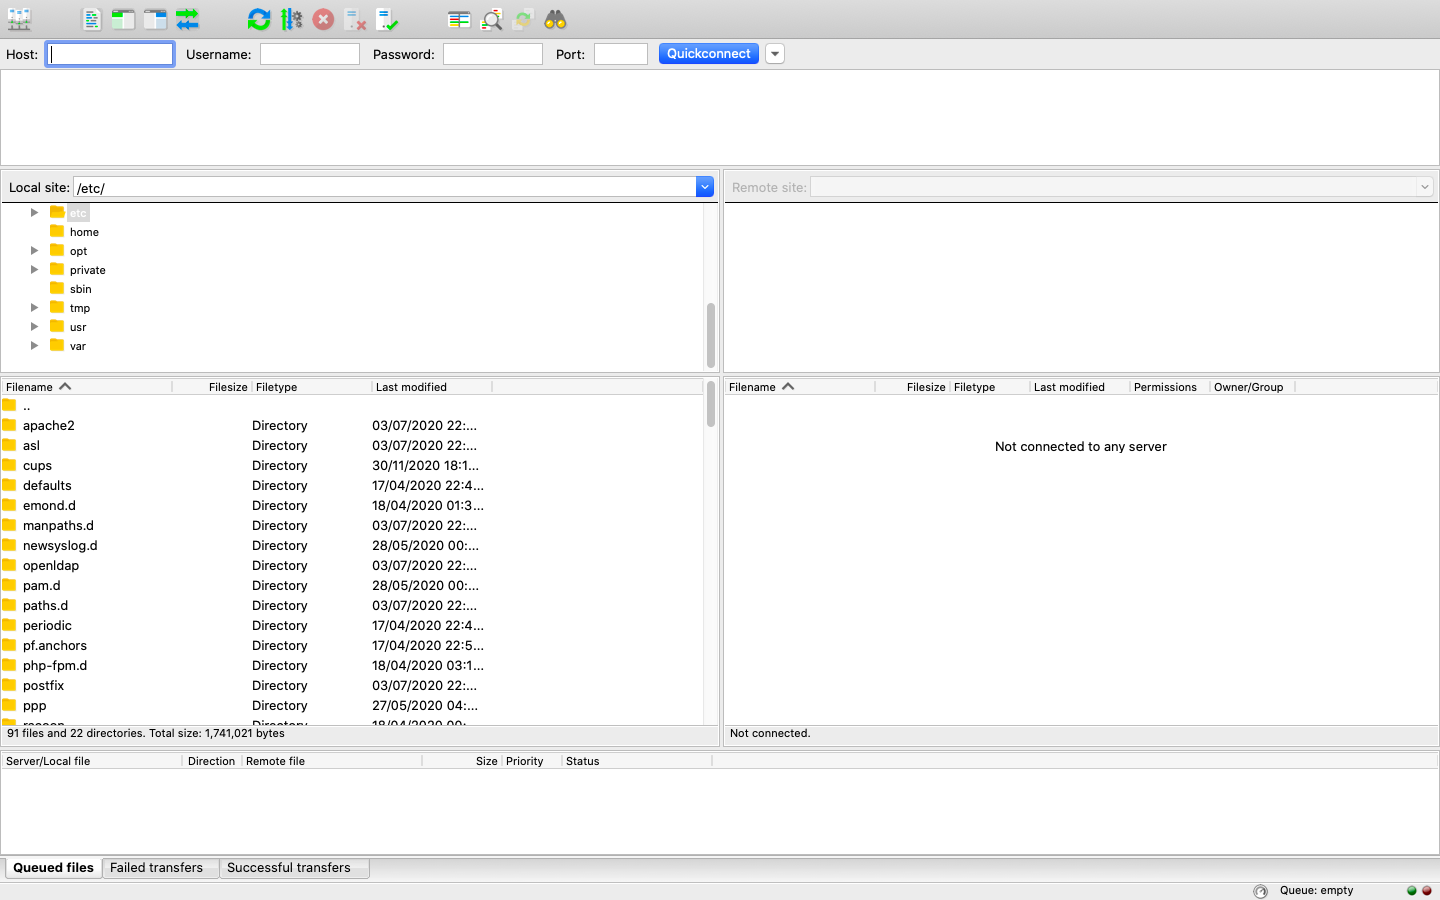 Host: Username: Password: Port: Quickconnect
Local site: /etc/ Remote site:
etc
home
opt
private
sbin
tmp
usr
var
Filename Filesize Filetype Last modified
..
apache2 Directory 03/07/2020 22:...
asl Directory 03/07/2020 22:...
cups Directory 30/11/2020 18:1...
defaults Directory 17/04/2020 22:4...
emond.d Directory 18/04/2020 01:3...
manpaths.d Directory 03/07/2020 22:...
newsyslog.d Directory 28/05/2020 00:...
openldap Directory 03/07/2020 22:...
pam.d Directory 28/05/2020 00:...
paths.d Directory 03/07/2020 22:...
periodic Directory 17/04/2020 22:4...
pf.anchors Directory 17/04/2020 22:5...
php-fpm.d Directory 18/04/2020 03:1...
postfix Directory 03/07/2020 22:...
ppp Directory 27/05/2020 04:...
91 files and 22 directories. Total size: 1,741,021 bytes
Filename Filesize Filetype Last modified Permissions Owner/Group
Not connected to any server
Not connected.
Server/Local file Direction Remote file Size Priority Status
Queued files Failed transfers Successful transfers
Queue: empty